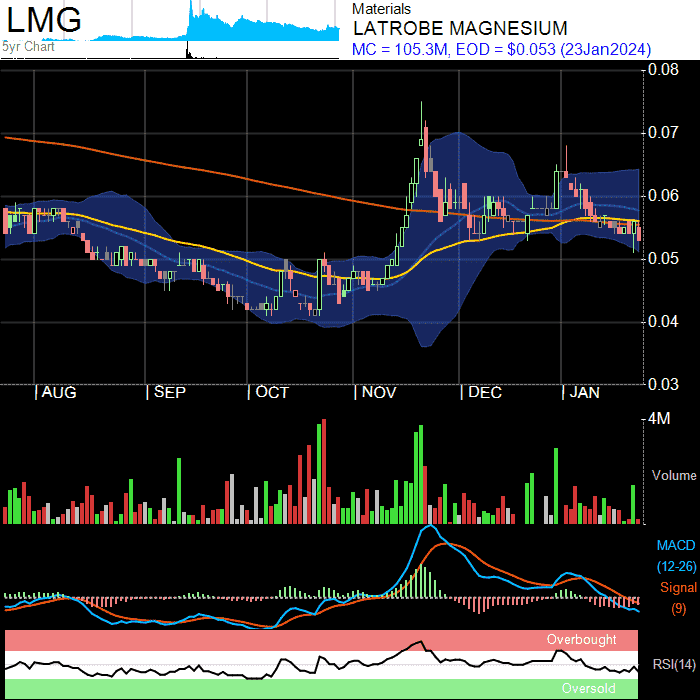 LMG
5yr Chart
Materials
LATROBE MAGNESIUM
MC = 105.3M, EOD = $0.053 (23Jan2024)
0.08
0.07
0.06
0.05
0.04
0.03
| AUG | SEP | OCT | NOV | DEC | JAN
4M
Volume
MACD
(12-26)
Signal
(9)
Overbought
RSI(14)
Oversold